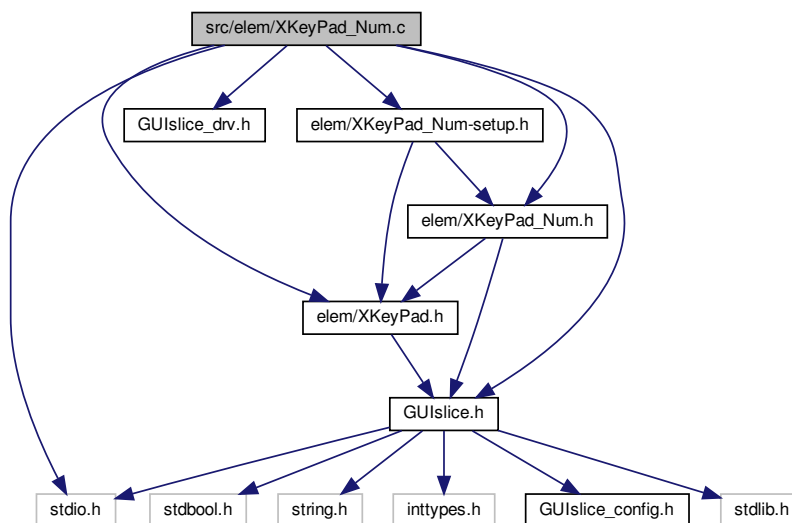 src/elem/XKeyPad_Num.c
GUIslice_drv.h
elem/XKeyPad_Num-setup.h
elem/XKeyPad_Num.h
elem/XKeyPad.h
GUIslice.h
stdio.h
stdbool.h
string.h
inttypes.h
GUIslice_config.h
stdlib.h